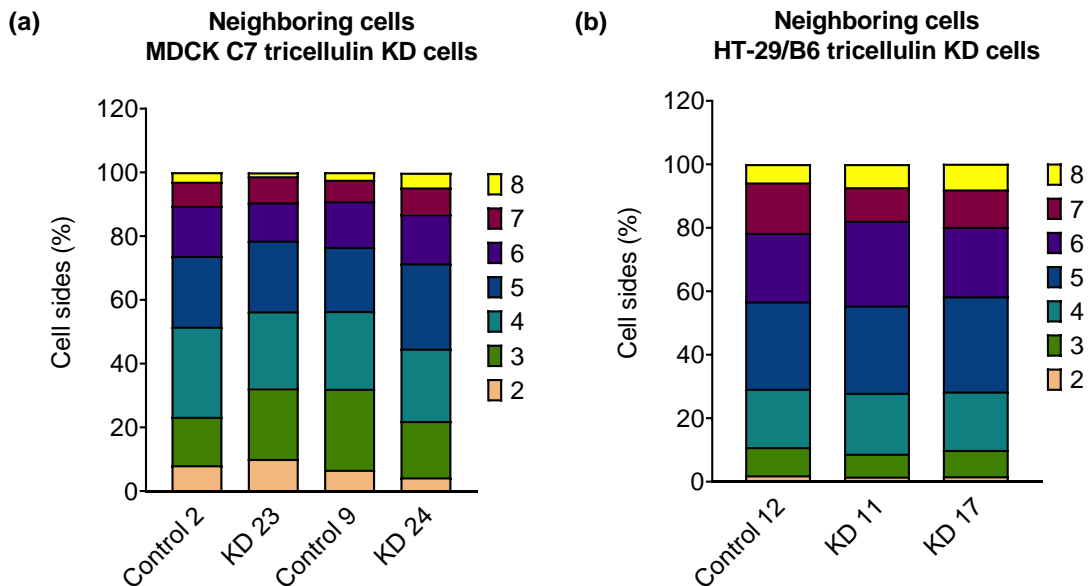 (a)
Neighboring cells
MDCK C7 tricellulin KD cells
Cell sides (%)
120
100
80
60
40
20
0
Control 2
KD 23
Control 9
KD 24
8
7
6
5
4
3
2
(b)
Neighboring cells
HT-29/B6 tricellulin KD cells
Cell sides (%)
120
100
80
60
40
20
0
Control 12
KD 11
KD 17
8
7
6
5
4
3
2